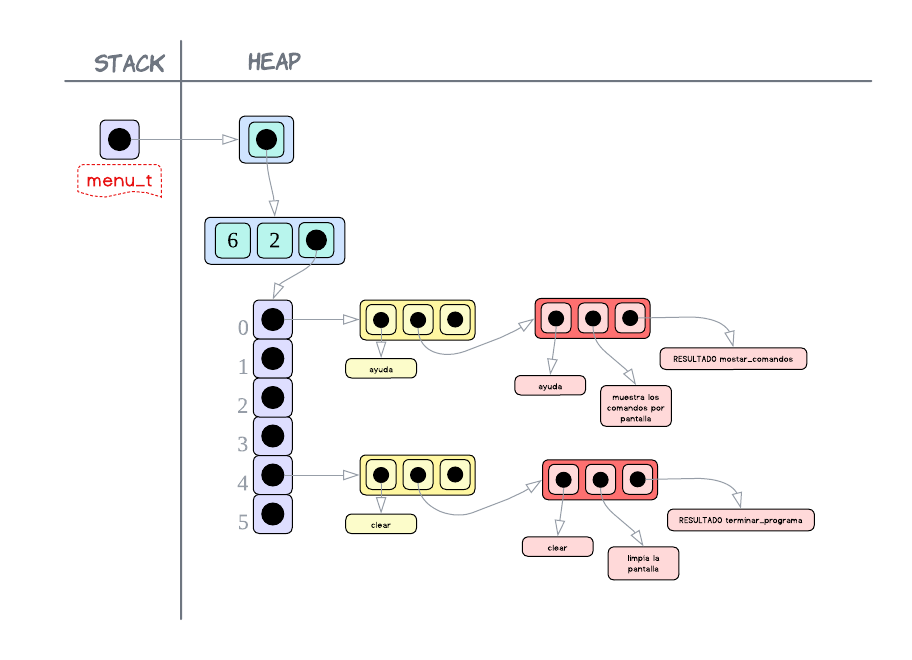 STACK
HEAP
menu_t
6 2
0
1
2
3
4
5
ayuda
RESULTADO mostar_comandos
ayuda
muestra los
comandos por
pantalla
clear
RESULTADO terminar_programa
clear
limpia la
pantalla